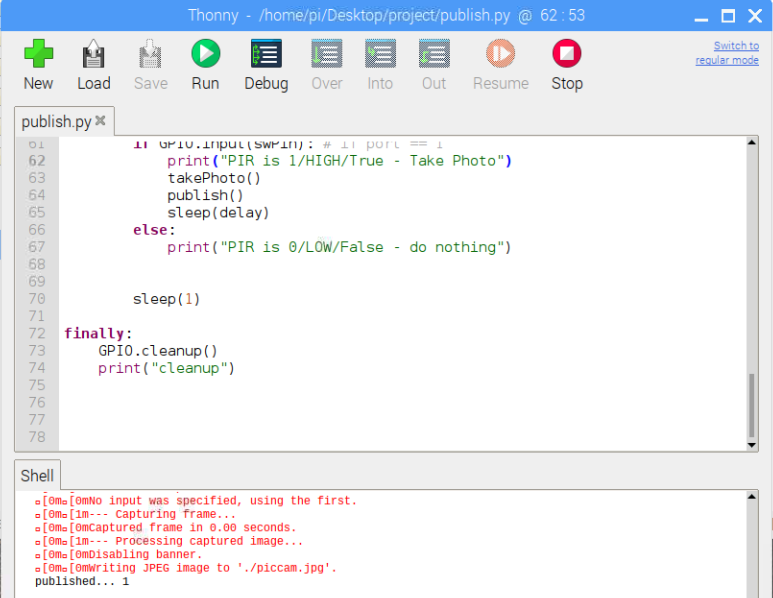 Thonny - /home/pi/Desktop/project/publish.py @ 62 : 53
Switch to
regular mode
New Load Save Run Debug Over Into Out Resume Stop
publish.py
61 if GPIO.input(swPin): # if port == 1
62 print("PIR is 1/HIGH/True - Take Photo")
63 takePhoto()
64 publish()
65 sleep(delay)
66 else:
67 print("PIR is 0/LOW/False - do nothing")
68
69
70 sleep(1)
71
72 finally:
73 GPIO.cleanup()
74 print("cleanup")
75
76
77
78
Shell
[0m[0mNo input was specified, using the first.
[0m[1m--- Capturing frame...
[0m[0mCaptured frame in 0.00 seconds.
[0m[1m--- Processing captured image...
[0m[0mDisabling banner.
[0m[0mWriting JPEG image to './piccam.jpg'.
published... 1